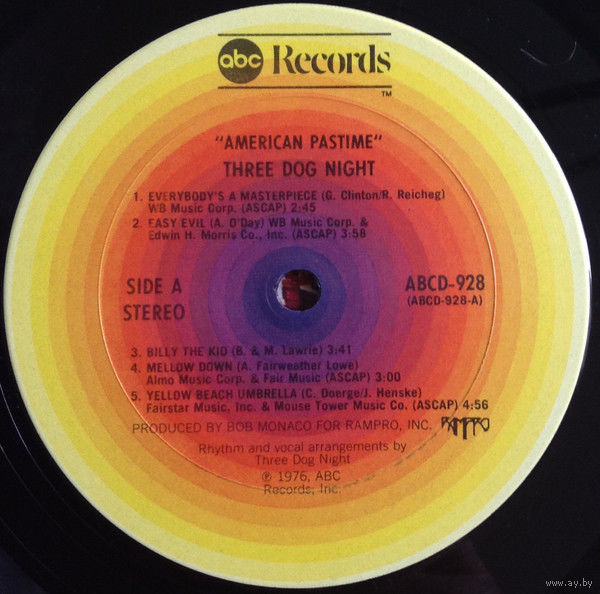 abc Records
TM
"AMERICAN PASTIME"
THREE DOG NIGHT
1. EVERYBODY'S A MASTERPIECE (G. Clinton/R. Reicheg)
WB Music Corp. (ASCAP) 2:45
2. EASY EVIL (A. O'Day) WB Music Corp. &
Edwin H. Morris Co., Inc. (ASCAP) 3:58
SIDE A
STEREO
ABCD-928
(ABCD-928-A)
3. BILLY THE KID (B. & M. Lawrie) 3:41
4. MELLOW DOWN (A. Fairweather Lowe)
Almo Music Corp. & Fair Music (ASCAP) 3:00
5. YELLOW BEACH UMBRELLA (C. Doerge/J. Henske)
Fairstar Music, Inc. & Mouse Tower Music Co. (ASCAP) 4:56
PRODUCED BY BOB MONACO FOR RAMPRO, INC. RAMPRO
Rhythm and vocal arrangements by
Three Dog Night
℗ 1976, ABC
Records, Inc.
www.ay.by